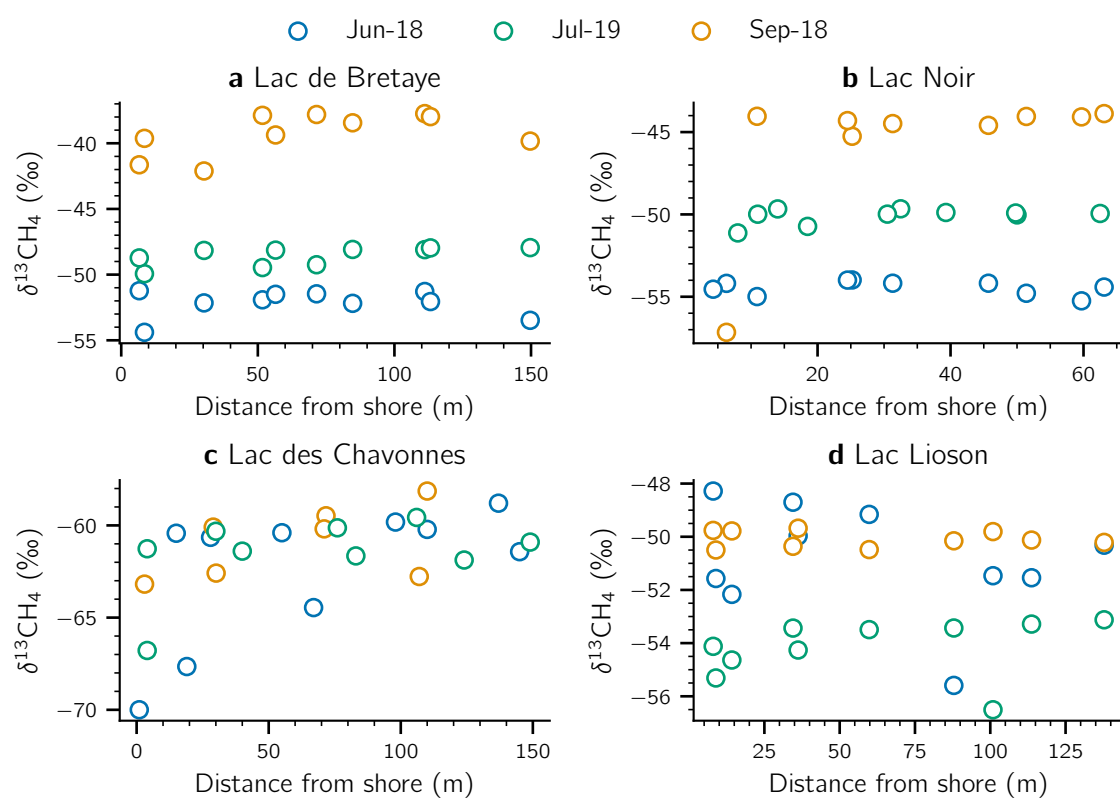 Jun-18 Jul-19 Sep-18
a Lac de Bretaye
δ¹³CH₄ (‰)
−40
−45
−50
−55
0 50 100 150
Distance from shore (m)
b Lac Noir
δ¹³CH₄ (‰)
−45
−50
−55
20 40 60
Distance from shore (m)
c Lac des Chavonnes
δ¹³CH₄ (‰)
−60
−65
−70
0 50 100 150
Distance from shore (m)
d Lac Lioson
δ¹³CH₄ (‰)
−48
−50
−52
−54
−56
25 50 75 100 125
Distance from shore (m)